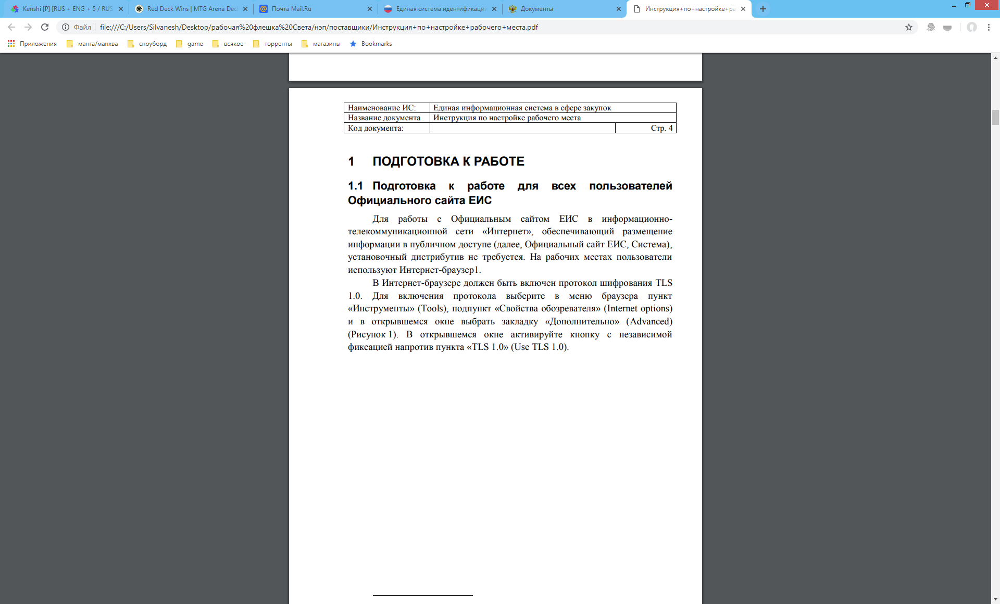 Kenshi [P] [RUS + ENG + 5 / RUS
Red Deck Wins | MTG Arena Dec
Почта Mail.Ru
Единая система идентификации
Документы
Инструкция+по+настройке+ра
Файл
file:///C:/Users/Silvanesh/Desktop/рабочая%20флешка%20Света/нэп/поставщики/Инструкция+по+настройке+рабочего+места.pdf
Приложения
манга/манхва
сноуборд
game
всякое
торренты
магазины
Bookmarks
Наименование ИС: Единая информационная система в сфере закупок
Название документа Инструкция по настройке рабочего места
Код документа: Стр. 4
1 ПОДГОТОВКА К РАБОТЕ
1.1 Подготовка к работе для всех пользователей
Официального сайта ЕИС
Для работы с Официальным сайтом ЕИС в информационно-
телекоммуникационной сети «Интернет», обеспечивающий размещение
информации в публичном доступе (далее, Официальный сайт ЕИС, Система),
установочный дистрибутив не требуется. На рабочих местах пользователи
используют Интернет-браузер1.
В Интернет-браузере должен быть включен протокол шифрования TLS
1.0. Для включения протокола выберите в меню браузера пункт
«Инструменты» (Tools), подпункт «Свойства обозревателя» (Internet options)
и в открывшемся окне выбрать закладку «Дополнительно» (Advanced)
(Рисунок 1). В открывшемся окне активируйте кнопку с независимой
фиксацией напротив пункта «TLS 1.0» (Use TLS 1.0).